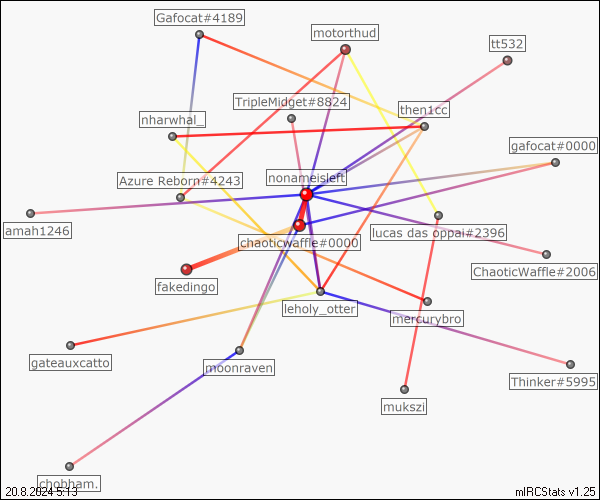 Gafocat#4189
motorthud
tt532
TripleMidget#8824
then1cc
nharwhal_
gafocat#0000
nonameisleft
Azure Reborn#4243
amah1246
lucas das oppai#2396
chaoticwaffle#0000
ChaoticWaffle#2006
fakedingo
leholy_otter
mercurybro
gateauxcatto
moonraven
Thinker#5995
mukszi
chobham.
20.8.2024 5:13
mIRCStats v1.25